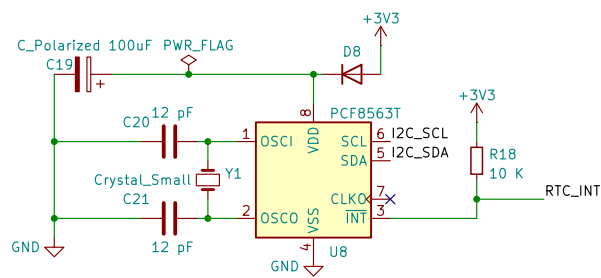 +3V3
C_Polarized 100uF PWR_FLAG
C19
D8
+
+3V3
12 pF
C20
8
PCF8563T
1
OSCI
VDD
SCL
6
I2C_SCL
SDA
5
I2C_SDA
R18
10 K
Crystal_Small
Y1
C21
CLKO
7
RTC_INT
2
OSCO
VSS
INT
3
12 pF
4
U8
GND
GND